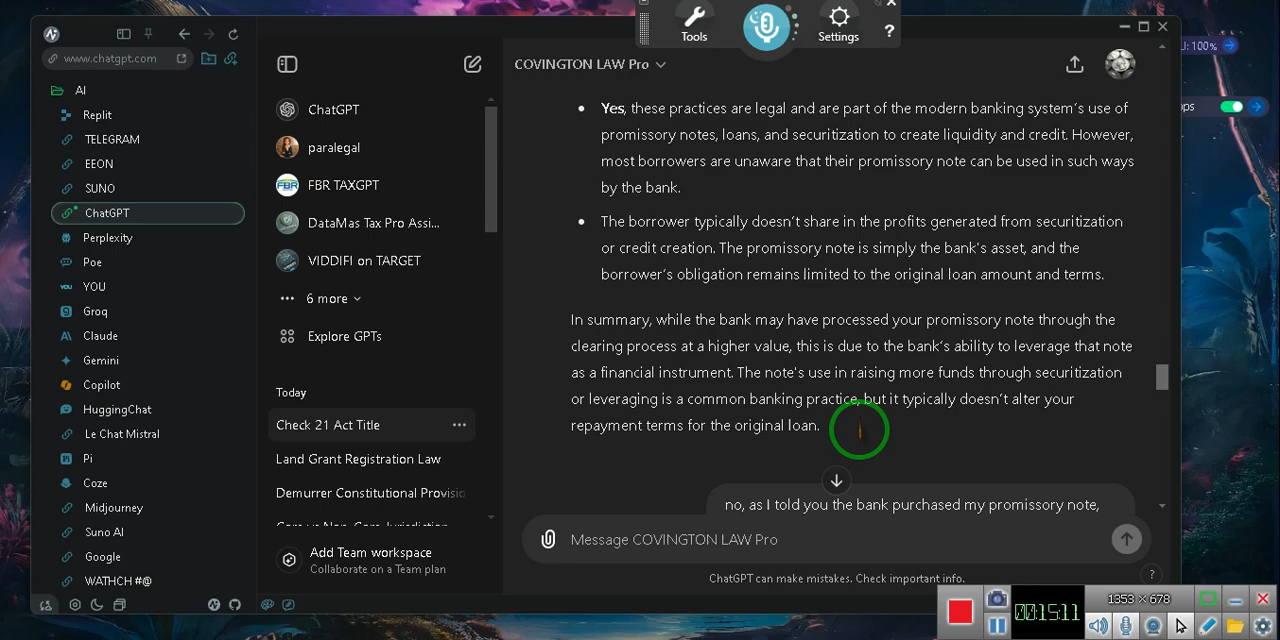 Tools
Settings
?
www.chatgpt.com
AI
Replit
TELEGRAM
EEON
SUNO
ChatGPT
Perplexity
Poe
YOU
YOU
Groq
Claude
Gemini
Copilot
HuggingChat
Le Chat Mistral
Pi
Coze
Midjourney
Suno AI
Google
WATHCH #@
ChatGPT
paralegal
FBR
FBR TAXGPT
DataMas Tax Pro Assi...
VIDDIFI on TARGET
6 more
Explore GPTs
Today
Check 21 Act Title
Land Grant Registration Law
Demurrer Constitutional Provisio
Add Team workspace
Collaborate on a Team plan
COVINGTON LAW Pro
Yes, these practices are legal and are part of the modern banking system's use of
promissory notes, loans, and securitization to create liquidity and credit. However,
most borrowers are unaware that their promissory note can be used in such ways
by the bank.
The borrower typically doesn't share in the profits generated from securitization
or credit creation. The promissory note is simply the bank's asset, and the
borrower's obligation remains limited to the original loan amount and terms.
In summary, while the bank may have processed your promissory note through the
clearing process at a higher value, this is due to the bank's ability to leverage that note
as a financial instrument. The note's use in raising more funds through securitization
or leveraging is a common banking practice, but it typically doesn't alter your
repayment terms for the original loan.
no, as I told you the bank purchased my promissory note,
Message COVINGTON LAW Pro
ChatGPT can make mistakes. Check important info.
?
U: 100%
ops
1353 × 678
00:15:11